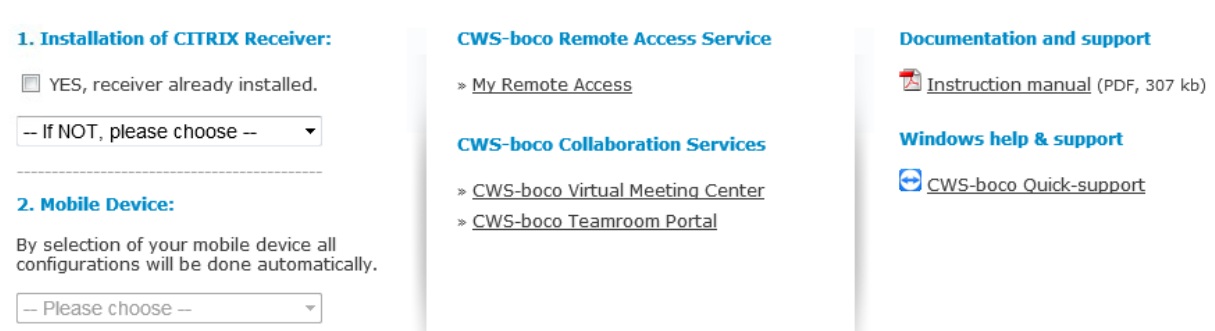 1. Installation of CITRIX Receiver:
YES, receiver already installed.
-- If NOT, please choose --
2. Mobile Device:
By selection of your mobile device all
configurations will be done automatically.
-- Please choose --
CWS-boco Remote Access Service
» My Remote Access
CWS-boco Collaboration Services
» CWS-boco Virtual Meeting Center
» CWS-boco Teamroom Portal
Documentation and support
Instruction manual (PDF, 307 kb)
Windows help & support
CWS-boco Quick-support